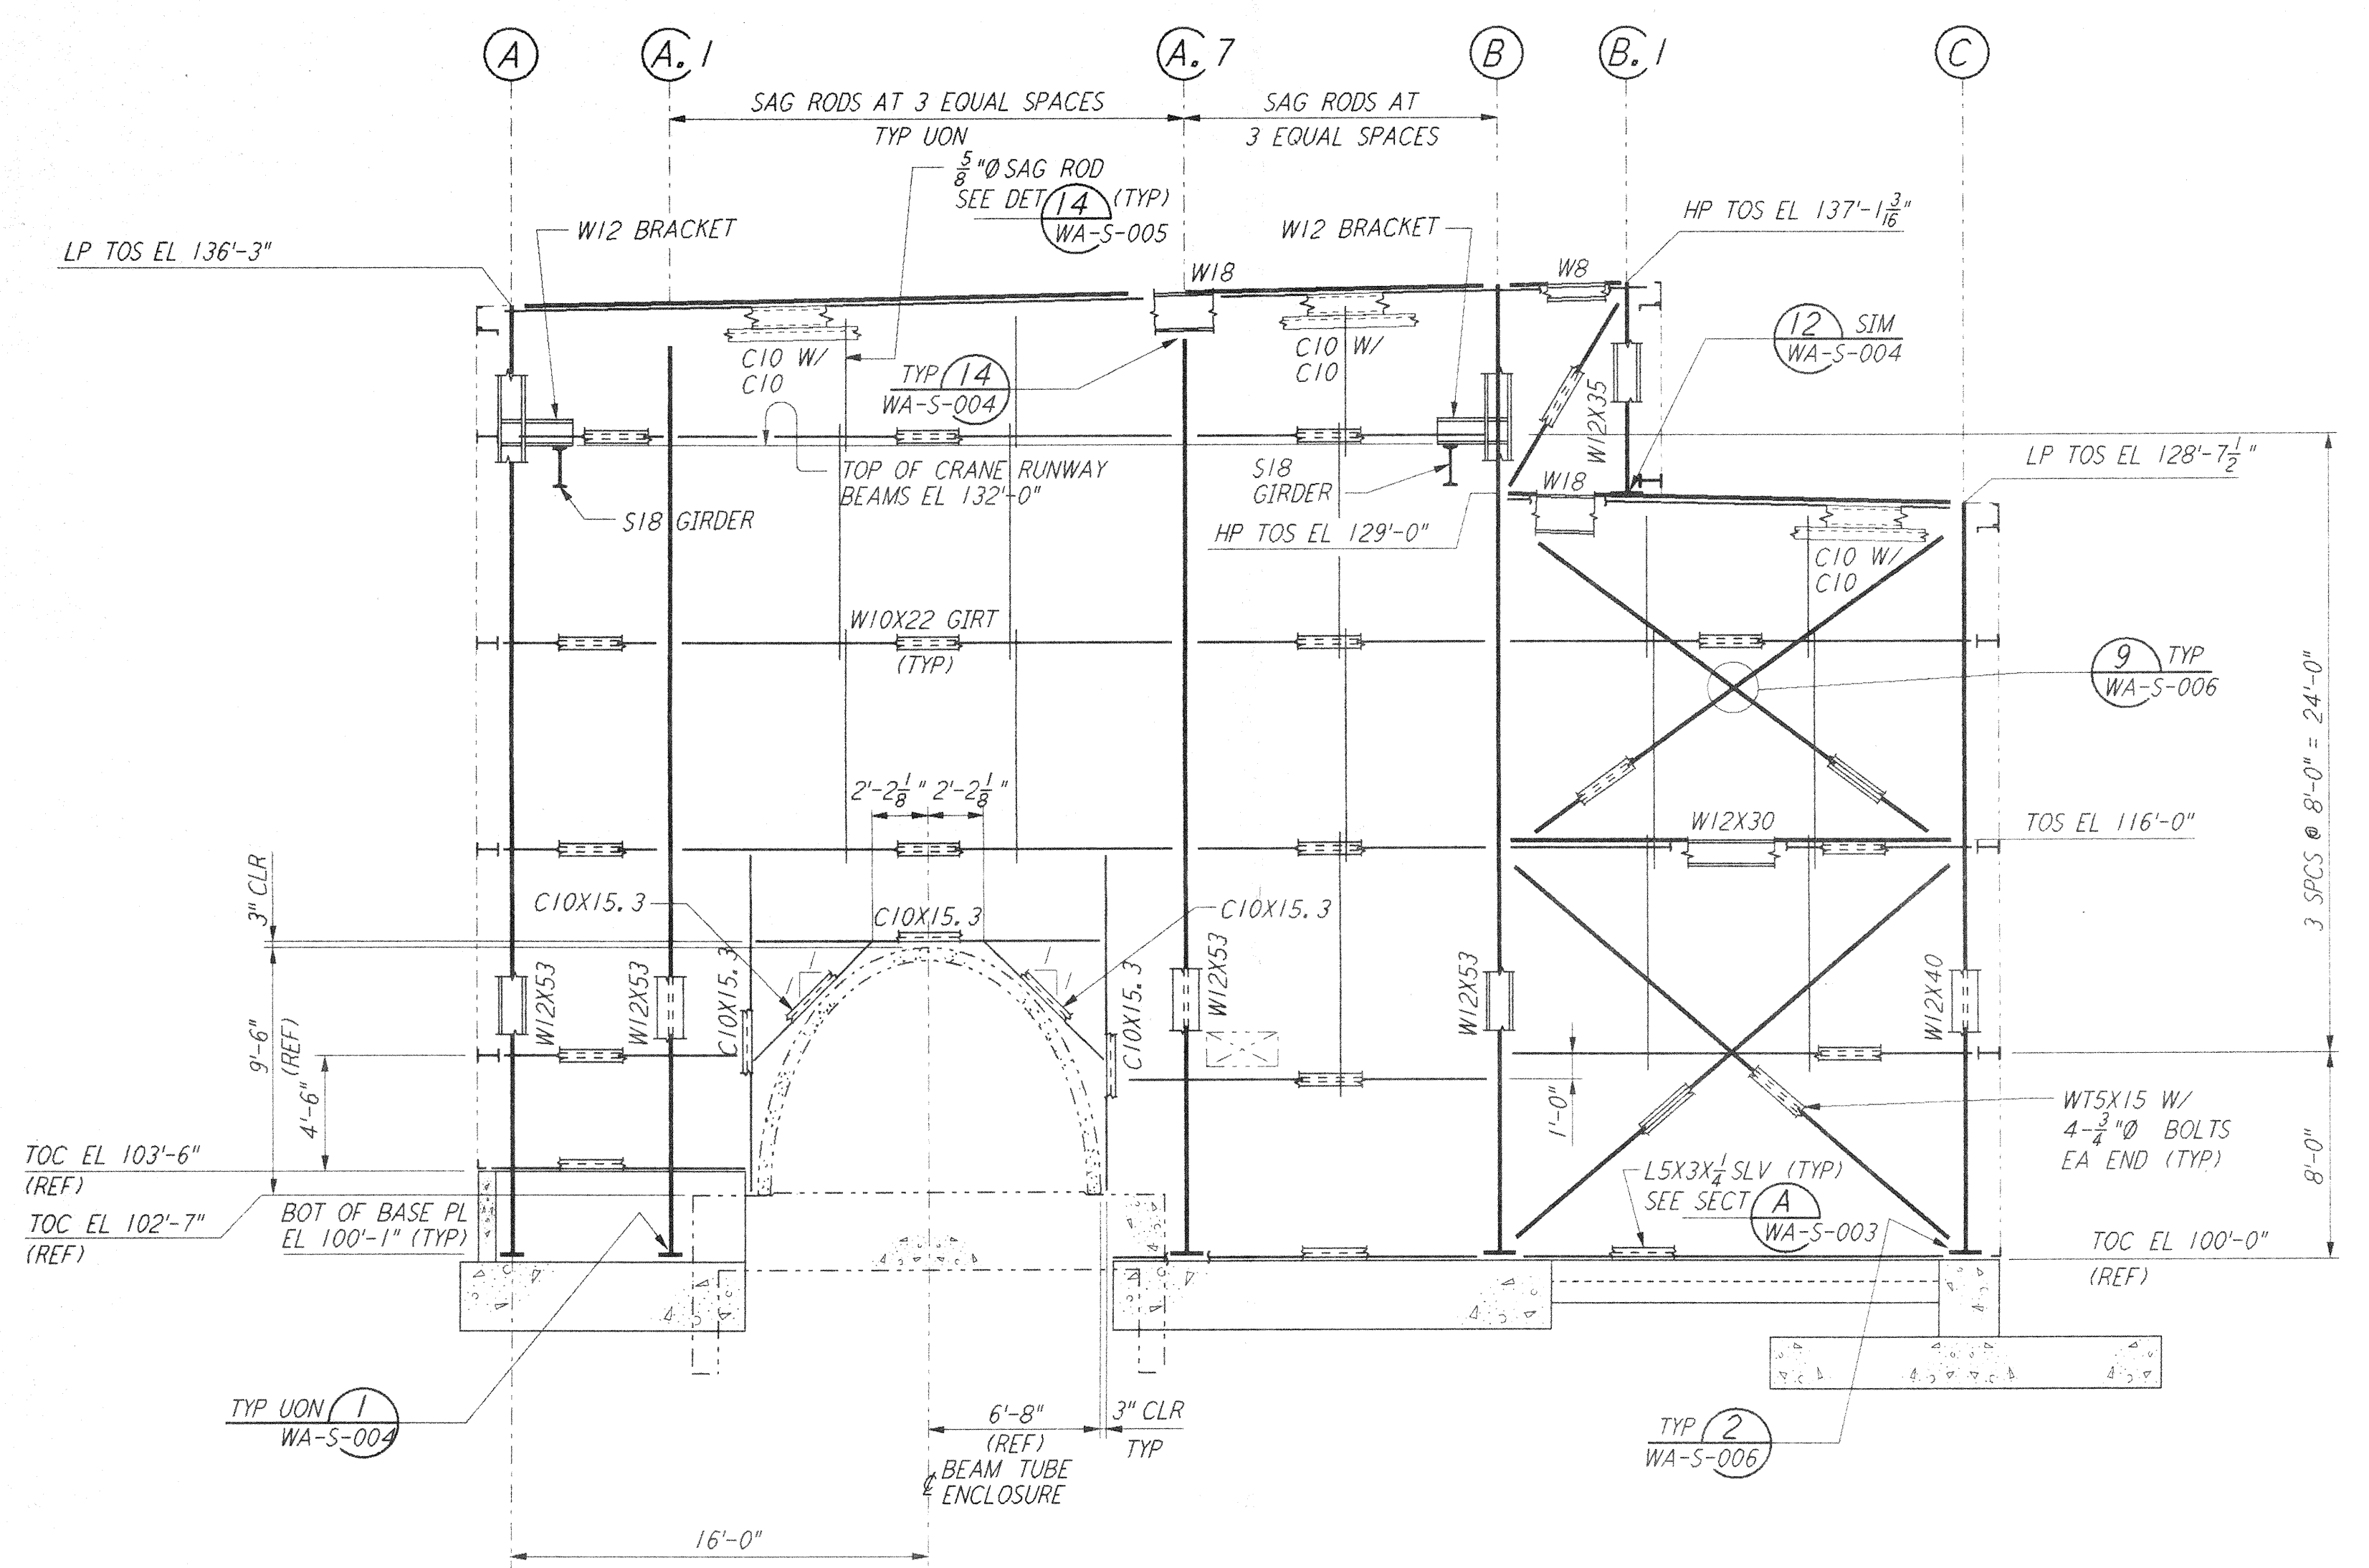 A
A.1
A.7
B
B.1
C
SAG RODS AT 3 EQUAL SPACES
TYP UON
SAG RODS AT
3 EQUAL SPACES
5/8"Ø SAG ROD
SEE DET 14 (TYP)
WA-S-005
W12 BRACKET
LP TOS EL 136'-3"
W12 BRACKET
HP TOS EL 137'-1 3/16"
W18
W8
12 SIM
WA-S-004
C10 W/
C10
TYP 14
WA-S-004
C10 W/
C10
W12X35
TOP OF CRANE RUNWAY
BEAMS EL 132'-0"
S18
GIRDER
LP TOS EL 128'-7 1/2"
W18
S18 GIRDER
HP TOS EL 129'-0"
C10 W/
C10
W10X22 GIRT
(TYP)
9 TYP
WA-S-006
3 SPCS @ 8'-0" = 24'-0"
2'-2 1/8" 2'-2 1/8"
W12X30
TOS EL 116'-0"
3" CLR
C10X15.3
C10X15.3
C10X15.3
W12X53
W12X53
C10X15.3
C10X15.3
W12X53
W12X53
W12X40
9'-6"
(REF)
4'-6"
1'-0"
WT5X15 W/
4-3/4"Ø BOLTS
EA END (TYP)
8'-0"
TOC EL 103'-6"
(REF)
TOC EL 102'-7"
(REF)
BOT OF BASE PL
EL 100'-1" (TYP)
L5X3X1/4 SLV (TYP)
SEE SECT A
WA-S-003
TOC EL 100'-0"
(REF)
TYP UON 1
WA-S-004
6'-8"
(REF)
3" CLR
TYP
TYP 2
WA-S-006
℄ BEAM TUBE
ENCLOSURE
16'-0"